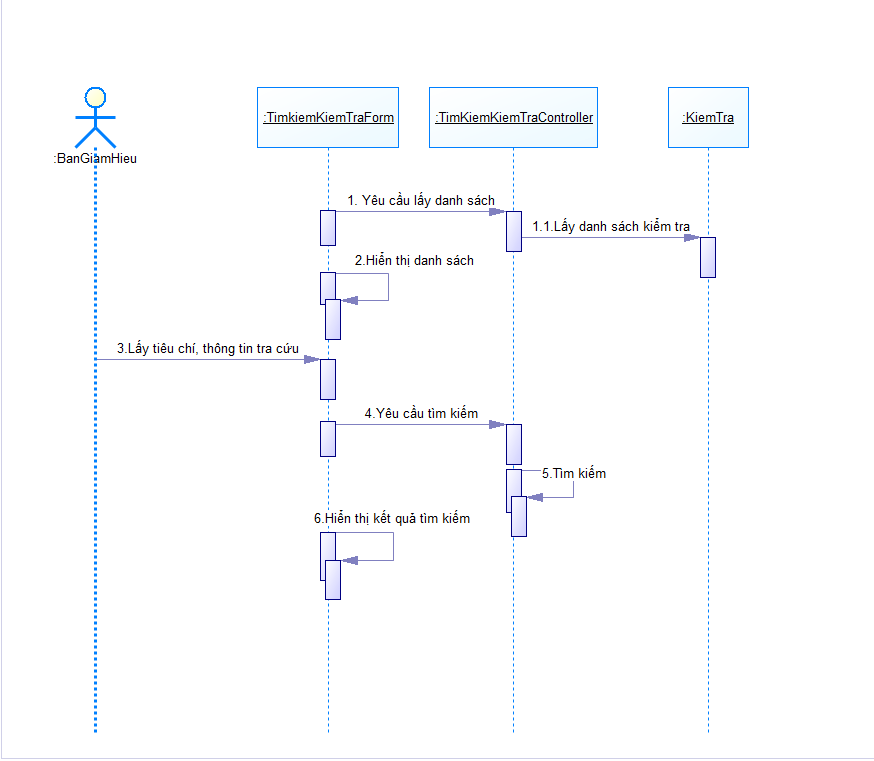 :TimkiemKiemTraForm
:TimKiemKiemTraController
:KiemTra
:BanGiamHieu
1. Yêu cầu lấy danh sách
1.1.Lấy danh sách kiểm tra
2.Hiển thị danh sách
3.Lấy tiêu chí, thông tin tra cứu
4.Yêu cầu tìm kiếm
5.Tìm kiếm
6.Hiển thị kết quả tìm kiếm